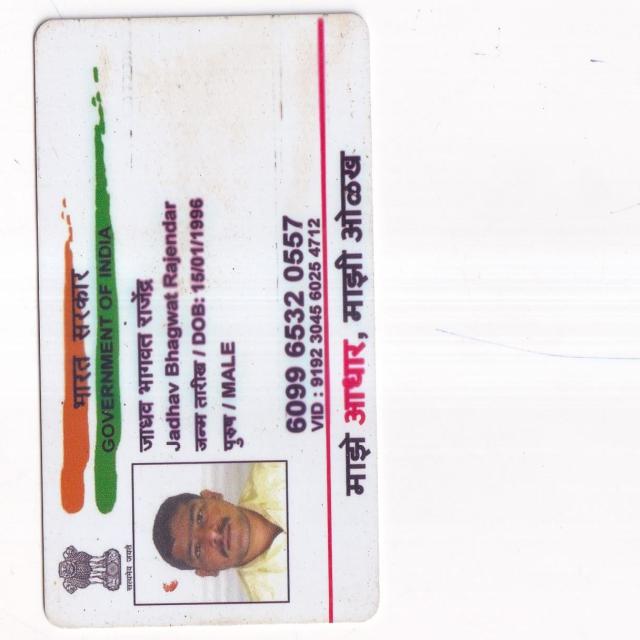 भारत सरकार
GOVERNMENT OF INDIA
सत्यमेव जयते
जाधव भागवत राजेंद्र
Jadhav Bhagwat Rajendar
जन्म तारीख / DOB: 15/01/1996
पुरुष / MALE
6099 6532 0557
VID : 9192 3045 6025 4712
माझे आधार, माझी ओळख